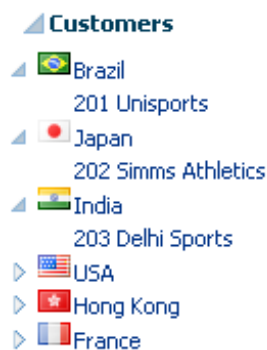 Customers
Brazil
201 Unisports
Japan
202 Simms Athletics
India
203 Delhi Sports
USA
Hong Kong
France